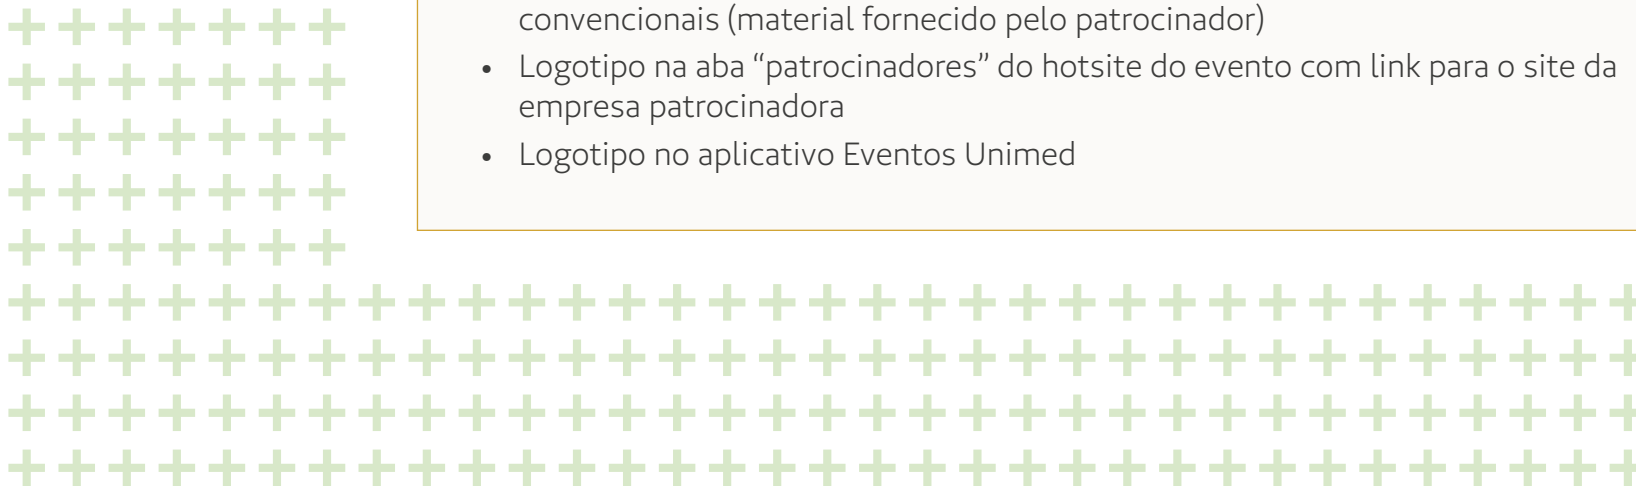 convencionais (material fornecido pelo patrocinador)
• Logotipo na aba “patrocinadores” do hotsite do evento com link para o site da
empresa patrocinadora
• Logotipo no aplicativo Eventos Unimed